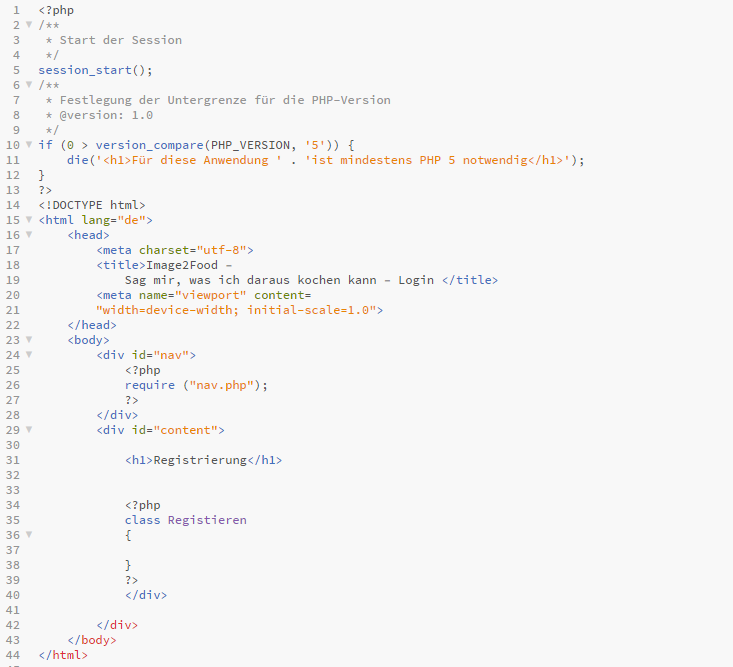 1 <?php
2 /**
3  * Start der Session
4  */
5 session_start();
6 /**
7  * Festlegung der Untergrenze für die PHP-Version
8  * @version: 1.0
9  */
10 if (0 > version_compare(PHP_VERSION, '5')) {
11     die('<h1>Für diese Anwendung ' . 'ist mindestens PHP 5 notwendig</h1>');
12 }
13 ?>
14 <!DOCTYPE html>
15 <html lang="de">
16     <head>
17         <meta charset="utf-8">
18         <title>Image2Food –
19             Sag mir, was ich daraus kochen kann – Login </title>
20         <meta name="viewport" content=
21         "width=device-width; initial-scale=1.0">
22     </head>
23     <body>
24         <div id="nav">
25             <?php
26             require ("nav.php");
27             ?>
28         </div>
29         <div id="content">
30
31             <h1>Registrierung</h1>
32
33
34             <?php
35             class Registieren
36             {
37
38             }
39             ?>
40             </div>
41
42         </div>
43     </body>
44 </html>